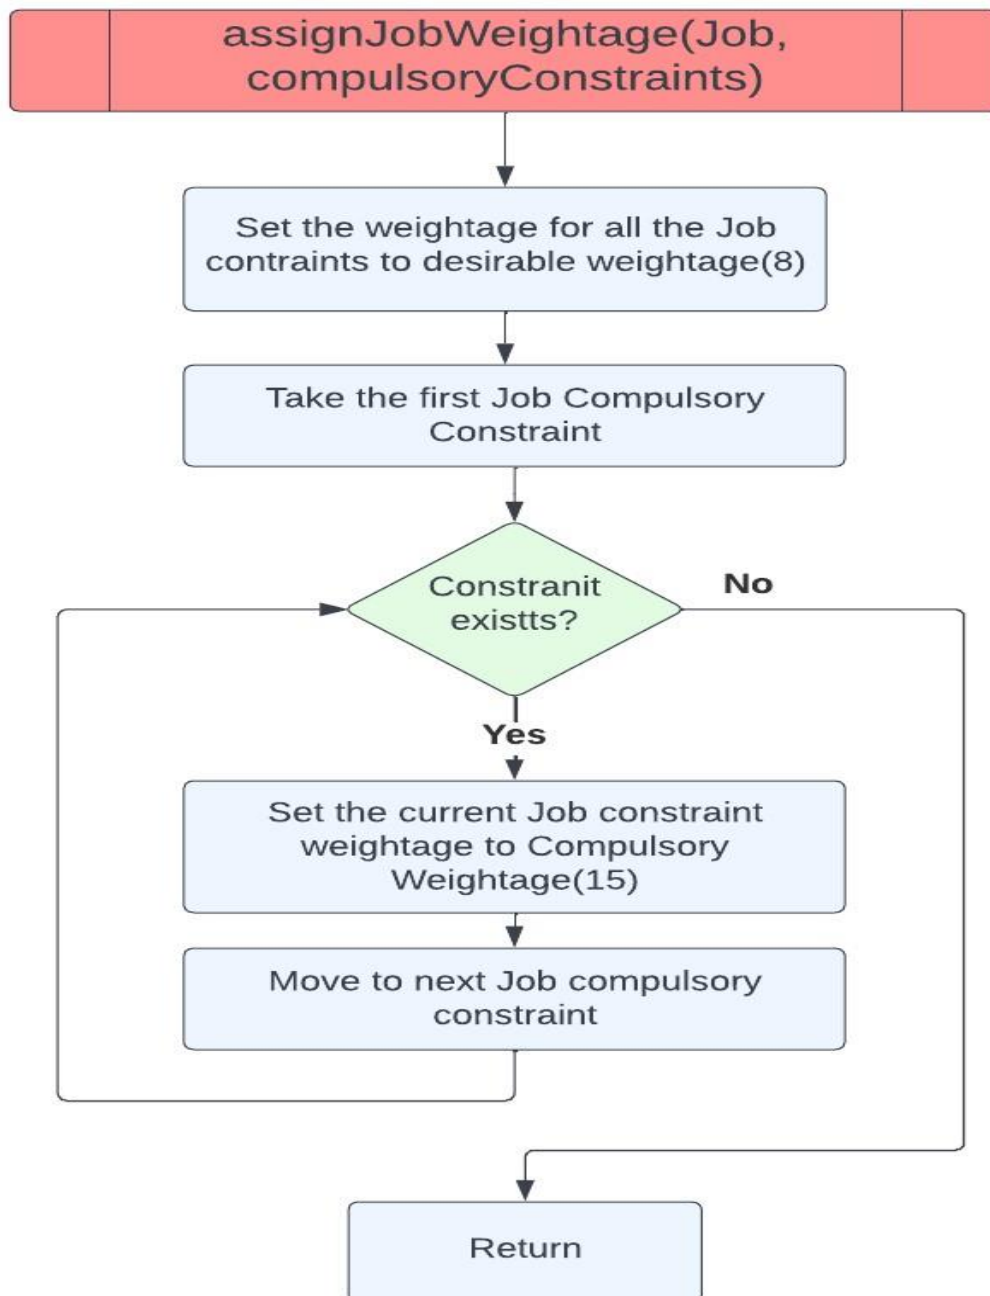 assignJobWeightage(Job,
compulsoryConstraints)
Set the weightage for all the Job
contraints to desirable weightage(8)
Take the first Job Compulsory
Constraint
Constranit
existts?
No
Yes
Set the current Job constraint
weightage to Compulsory
Weightage(15)
Move to next Job compulsory
constraint
Return